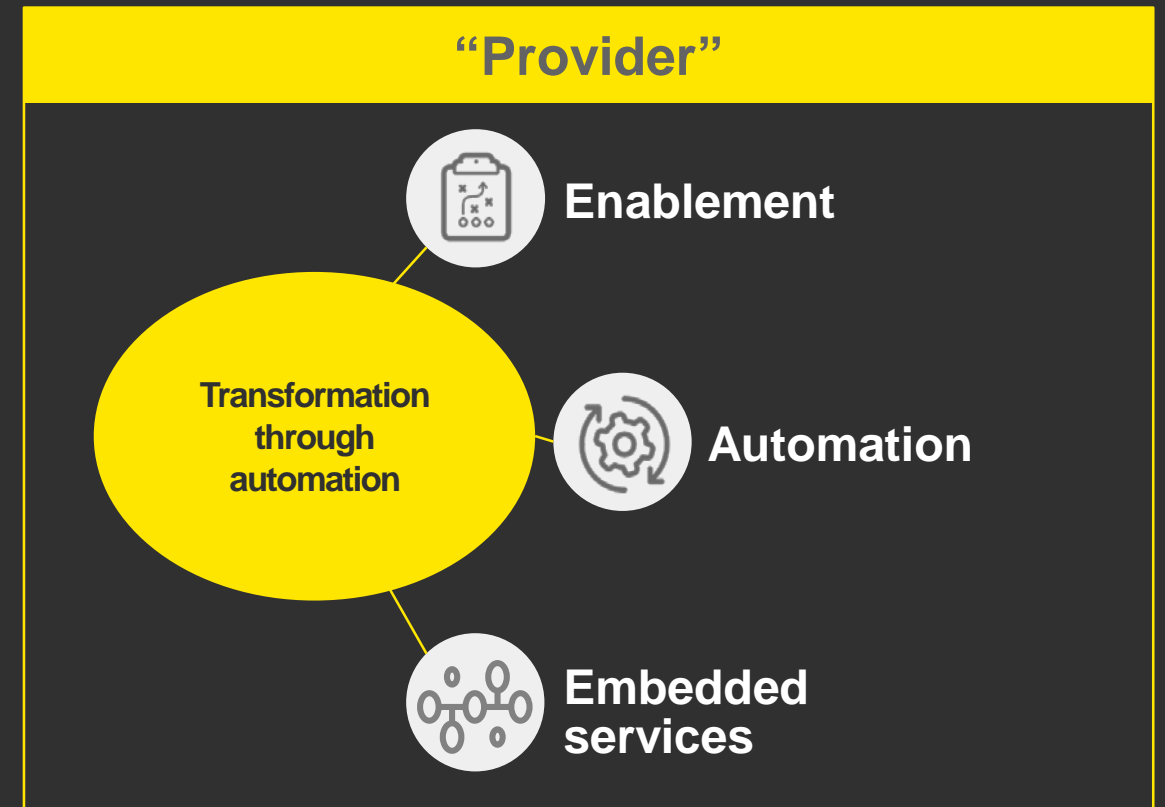 “Provider”
Enablement
Transformation
through
automation
Automation
Embedded
services